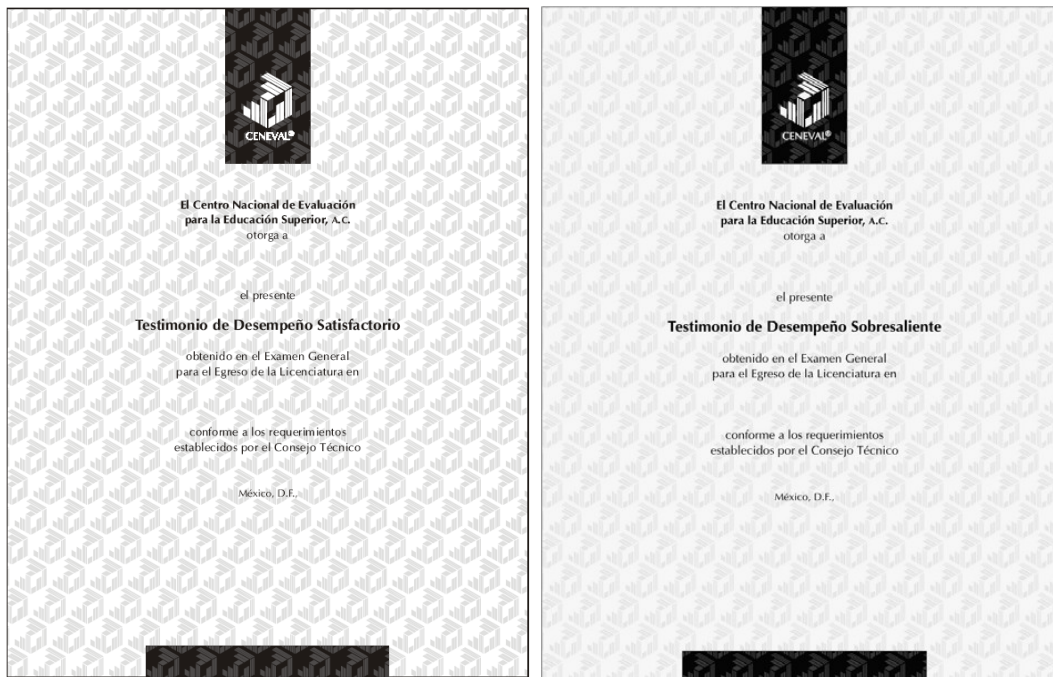 CENEVAL®
El Centro Nacional de Evaluación
para la Educación Superior, A.C.
otorga a
el presente
Testimonio de Desempeño Satisfactorio
obtenido en el Examen General
para el Egreso de la Licenciatura en
conforme a los requerimientos
establecidos por el Consejo Técnico
México, D.F.,
CENEVAL®
El Centro Nacional de Evaluación
para la Educación Superior, A.C.
otorga a
el presente
Testimonio de Desempeño Sobresaliente
obtenido en el Examen General
para el Egreso de la Licenciatura en
conforme a los requerimientos
establecidos por el Consejo Técnico
México, D.F.,